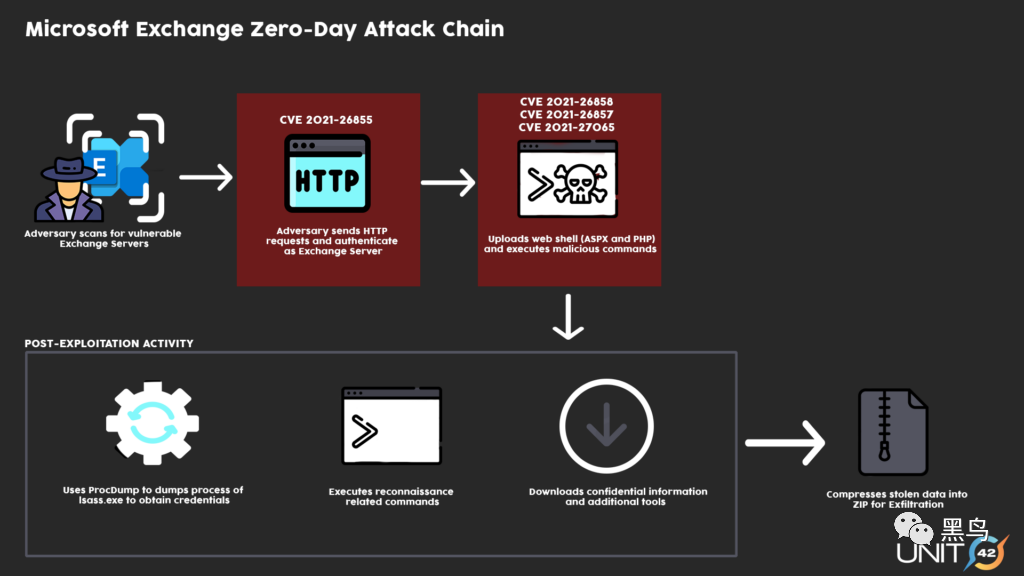 Microsoft Exchange Zero-Day Attack Chain
CVE 2021-26855
CVE 2021-26858
CVE 2021-26857
CVE 2021-27065
E
HTTP
Adversary scans for vulnerable
Exchange Servers
Adversary sends HTTP
requests and authenticate
as Exchange Server
Uploads web shell (ASPX and PHP)
and executes malicious commands
POST-EXPLOITATION ACTIVITY
Uses ProcDump to dumps process of
lsass.exe to obtain credentials
Executes reconnaissance
related commands
Downloads confidential information
and additional tools
Compresses stolen data into
ZIP for Exfiltration
黑鸟
UNIT 42